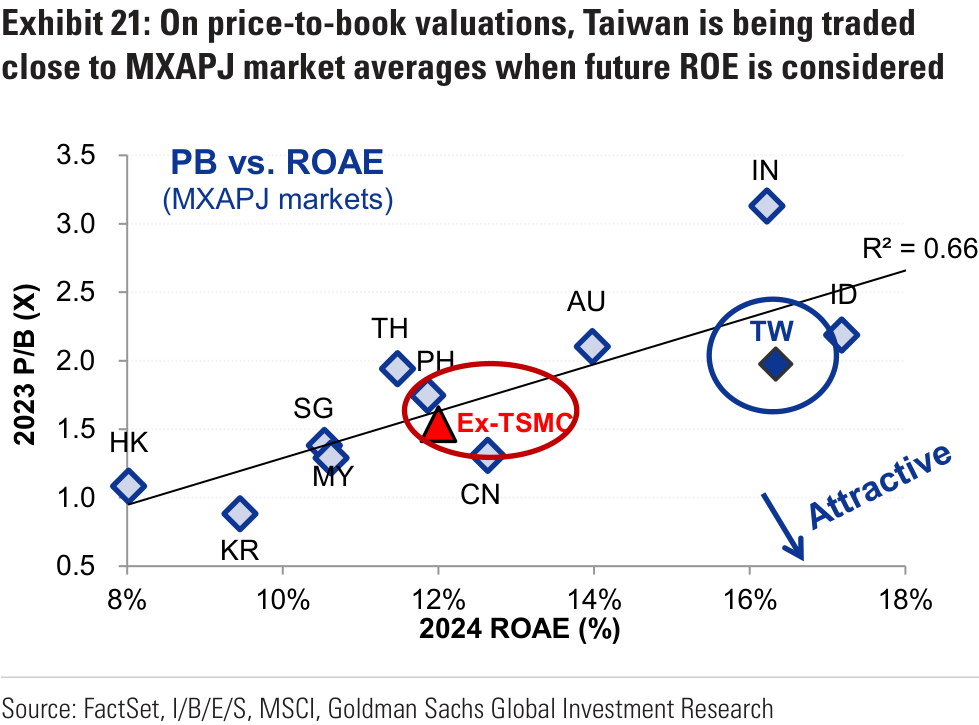 Exhibit 21: On price-to-book valuations, Taiwan is being traded
close to MXAPJ market averages when future ROE is considered
PB vs. ROAE
(MXAPJ markets)
3.5
3.0
2.5
2.0
1.5
1.0
0.5
2023 P/B (X)
IN
R² = 0.66
ID
AU
TW
TH
PH
SG
Ex-TSMC
HK
MY
CN
KR
Attractive
8%
10%
12%
14%
16%
18%
2024 ROAE (%)
Source: FactSet, I/B/E/S, MSCI, Goldman Sachs Global Investment Research